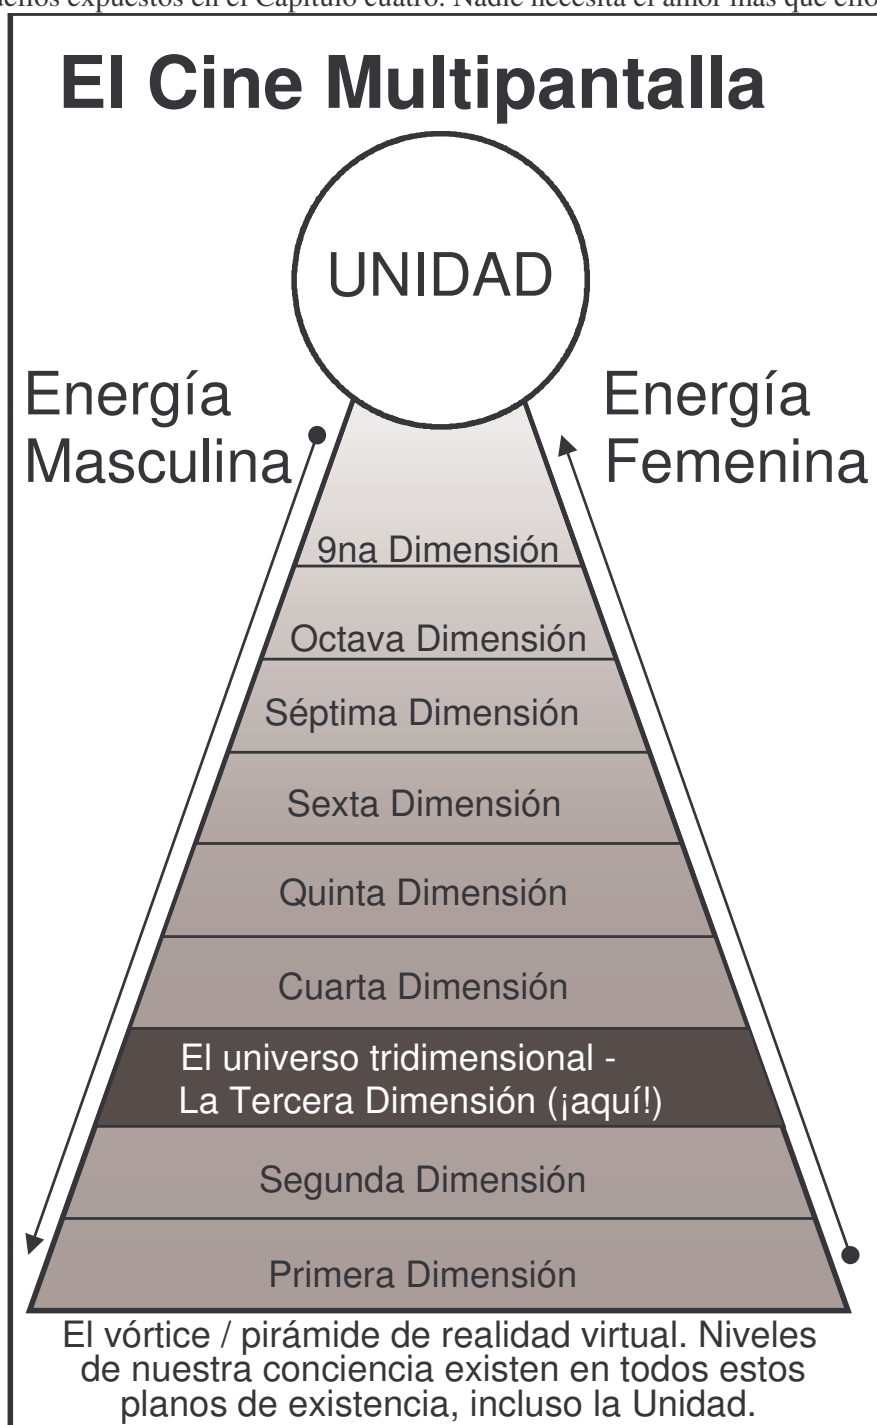 expuestos en el Capítulo cuatro. Nadie necesita el amor más que
El Cine Multipantalla
UNIDAD
Energía
Masculina
Energía
Femenina
9na Dimensión
Octava Dimensión
Séptima Dimensión
Sexta Dimensión
Quinta Dimensión
Cuarta Dimensión
El universo tridimensional -
La Tercera Dimensión (¡aquí!)
Segunda Dimensión
Primera Dimensión
El vórtice / pirámide de realidad virtual. Niveles
de nuestra conciencia existen en todos estos
planos de existencia, incluso la Unidad.